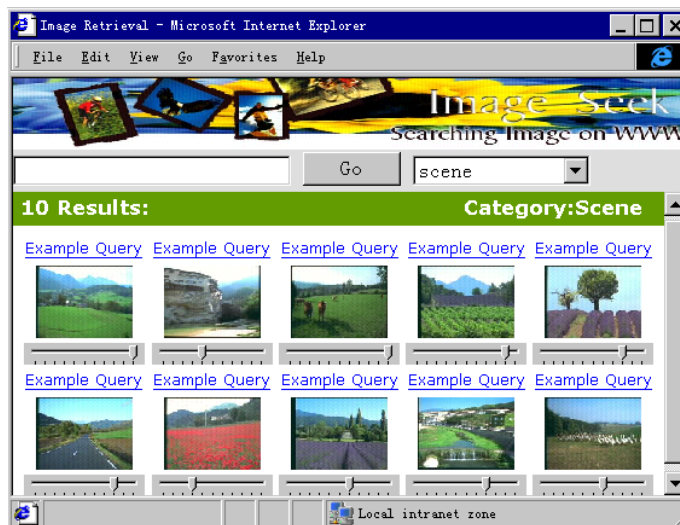 Image Retrieval - Microsoft Internet Explorer
File Edit View Go Favorites Help
Image Seek
Searching Image on WWW
Go scene
10 Results: Category:Scene
Example Query Example Query Example Query Example Query Example Query
Example Query Example Query Example Query Example Query Example Query
Local intranet zone